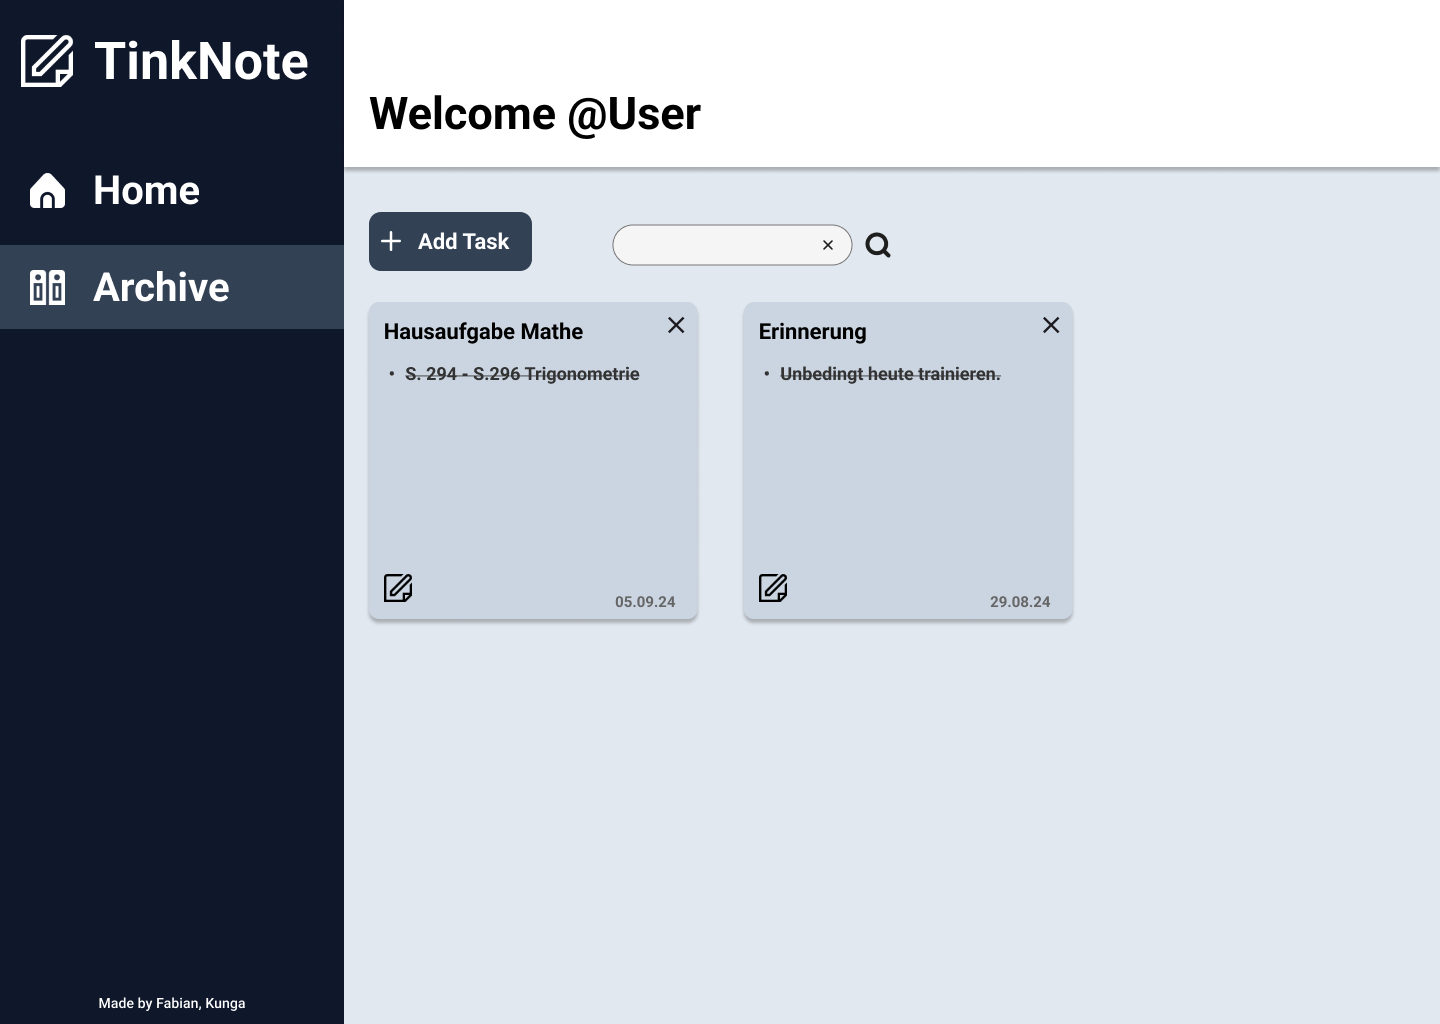 TinkNote
Welcome @User
Home
Archive
Add Task
Hausaufgabe Mathe
• S. 294 - S.296 Trigonometrie
05.09.24
Erinnerung
• Unbedingt heute trainieren.
29.08.24
Made by Fabian, Kunga